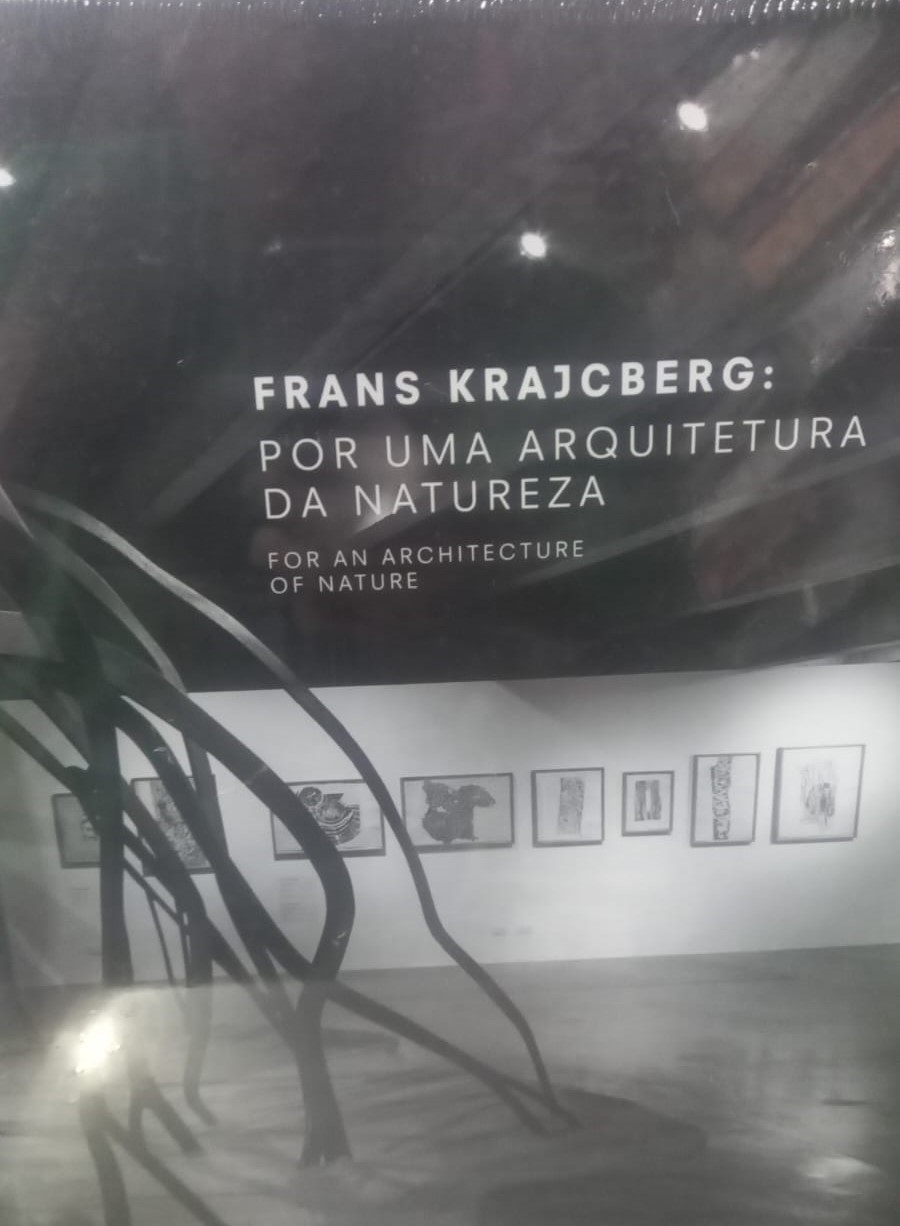 FRANS KRAJCBERG:
POR UMA ARQUITETURA
DA NATUREZA
FOR AN ARCHITECTURE
OF NATURE